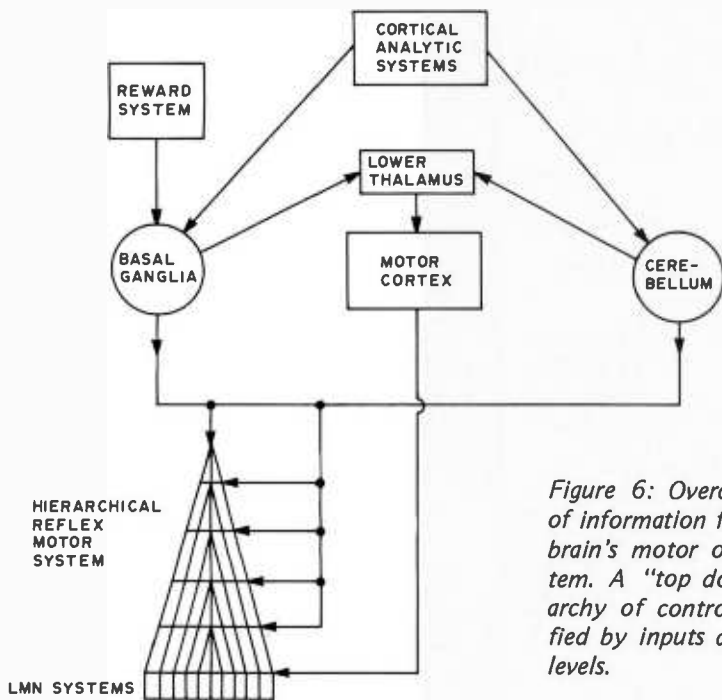 CORTICAL
ANALYTIC
SYSTEMS
REWARD
SYSTEM
LOWER
THALAMUS
BASAL
GANGLIA
MOTOR
CORTEX
CERE-
BELLUM
HIERARCHICAL
REFLEX
MOTOR
SYSTEM
LMN SYSTEMS
Figure 6: Overa
of information f
brain's motor o
tem. A "top do
archy of contro
fied by inputs a
levels.